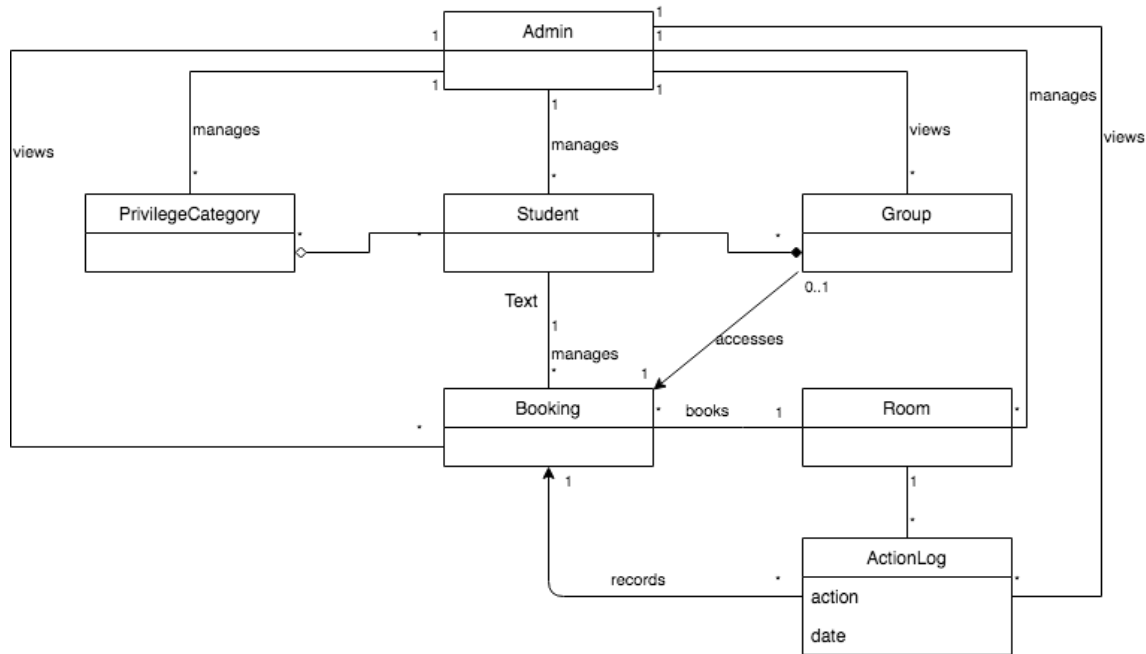 1
Admin
1
1
1
1
1
1
manages
manages
views
manages
views
views
*
*
*
PrivilegeCategory
Student
Group
*
*
*
*
Text
0..1
1
accesses
manages
*
1
Booking
*
books
1
Room
*
*
1
1
*
ActionLog
records
*
*
action
date